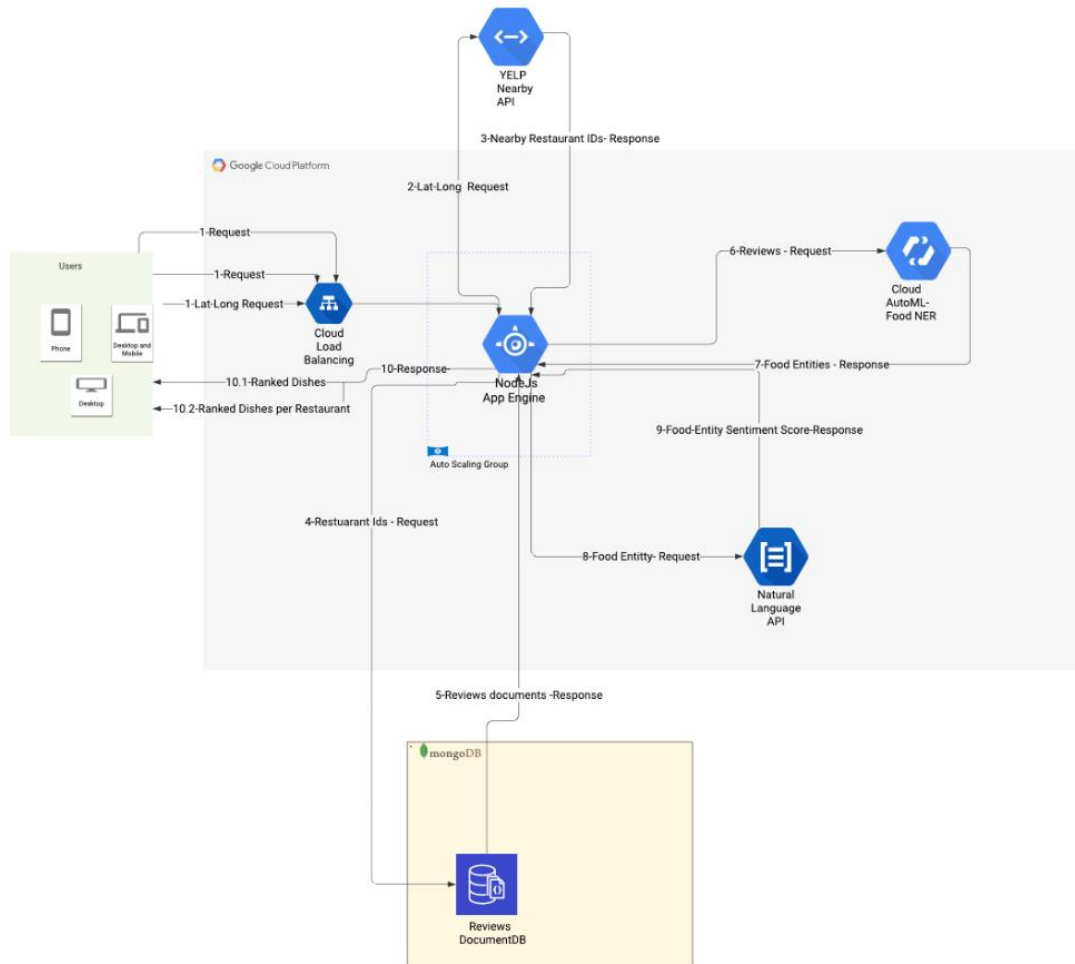 YELP
Nearby
API
3-Nearby Restaurant IDs- Response
Google Cloud Platform
2-Lat-Long Request
1-Request
6-Reviews - Request
Users
1-Request
Cloud
AutoML-
Food NER
1-Lat-Long Request
Phone
Desktop and
Mobile
Cloud
Load
Balancing
7-Food Entities - Response
10-Response-
NodeJs
App Engine
10.1-Ranked Dishes
Desktop
10.2-Ranked Dishes per Restaurant
9-Food-Entity Sentiment Score-Response
Auto Scaling Group
4-Restuarant Ids - Request
8-Food Entitty- Request
Natural
Language
API
5-Reviews documents -Response
mongoDB
Reviews
DocumentDB